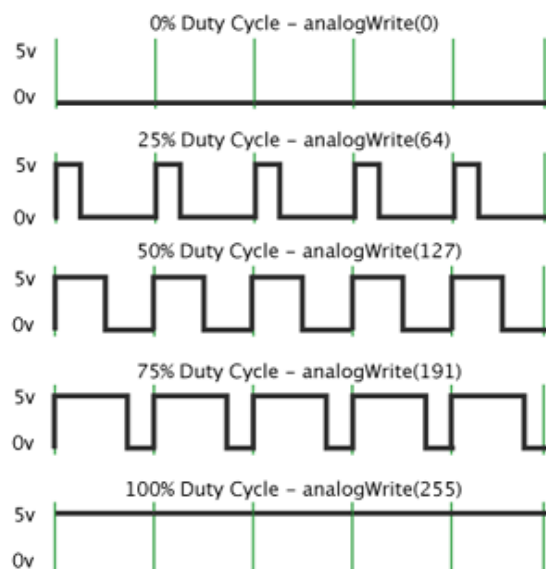 0% Duty Cycle – analogWrite(0)
5v
0v
25% Duty Cycle – analogWrite(64)
5v
0v
50% Duty Cycle – analogWrite(127)
5v
0v
75% Duty Cycle – analogWrite(191)
5v
0v
100% Duty Cycle – analogWrite(255)
5v
0v